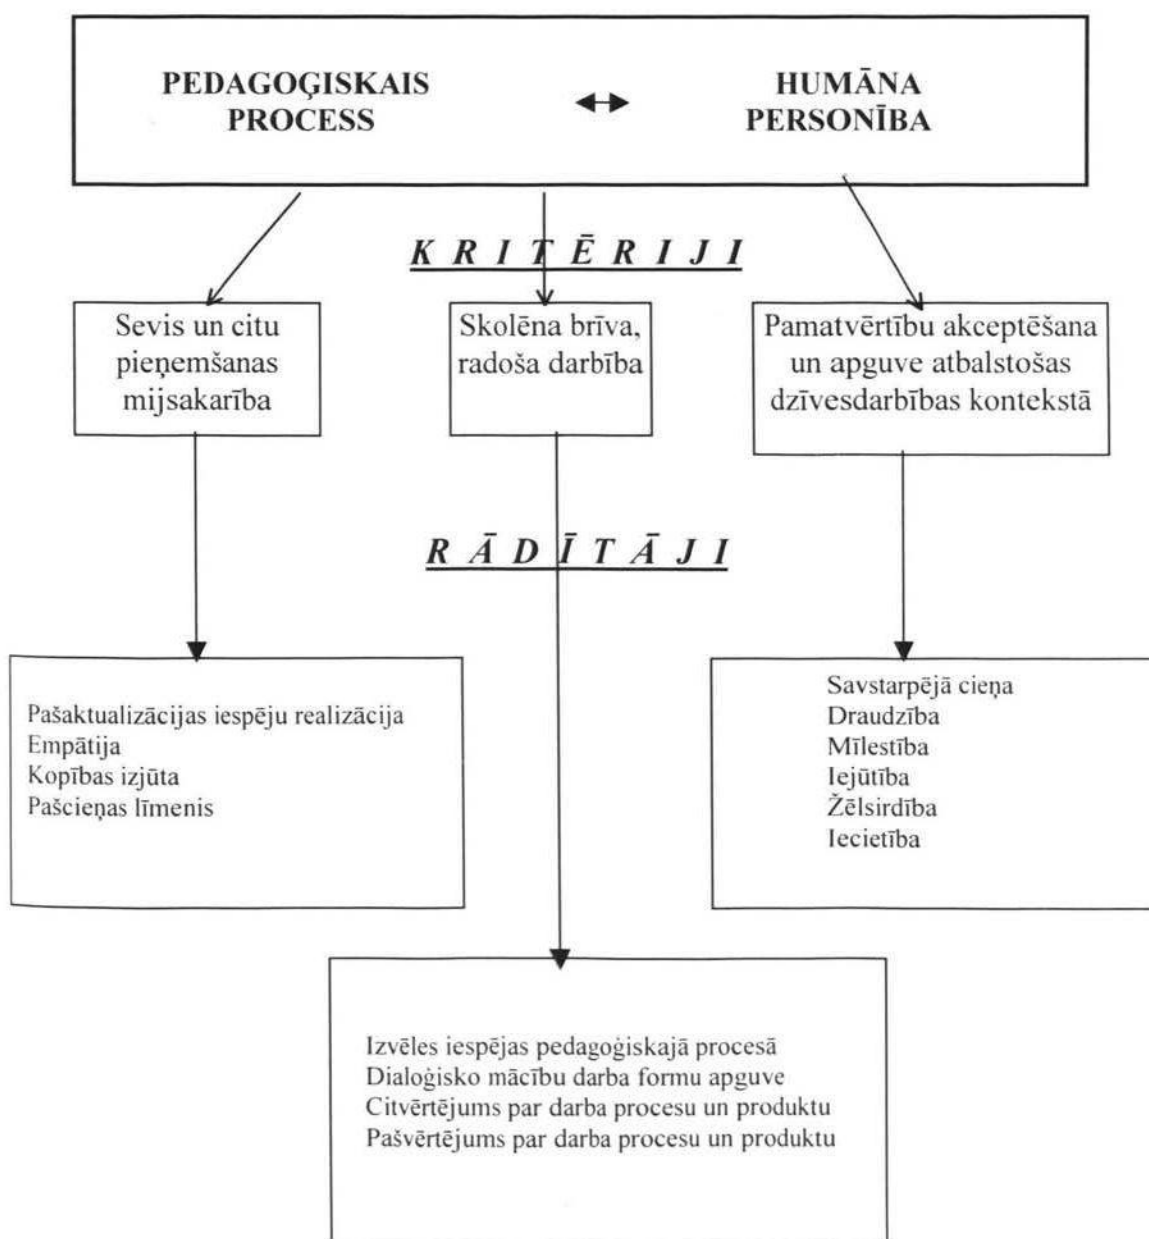 PEDAGOĢISKAIS
PROCESS
HUMĀNA
PERSONĪBA
KRITĒRIJI
Sevis un citu
pieņemšanas
mijsakarība
Skolēna brīva,
radoša darbība
Pamatvērtību akceptēšana
un apguve atbalstošas
dzīvesdarbības kontekstā
RĀDĪTĀJI
Pašaktualizācijas iespēju realizācija
Empātija
Kopības izjūta
Pašcieņas līmenis
Savstarpējā cieņa
Draudzība
Mīlestība
Iejūtība
Žēlsirdība
Iecietība
Izvēles iespējas pedagoģiskajā procesā
Dialoģisko mācību darba formu apguve
Citvērtējums par darba procesu un produktu
Pašvērtējums par darba procesu un produktu